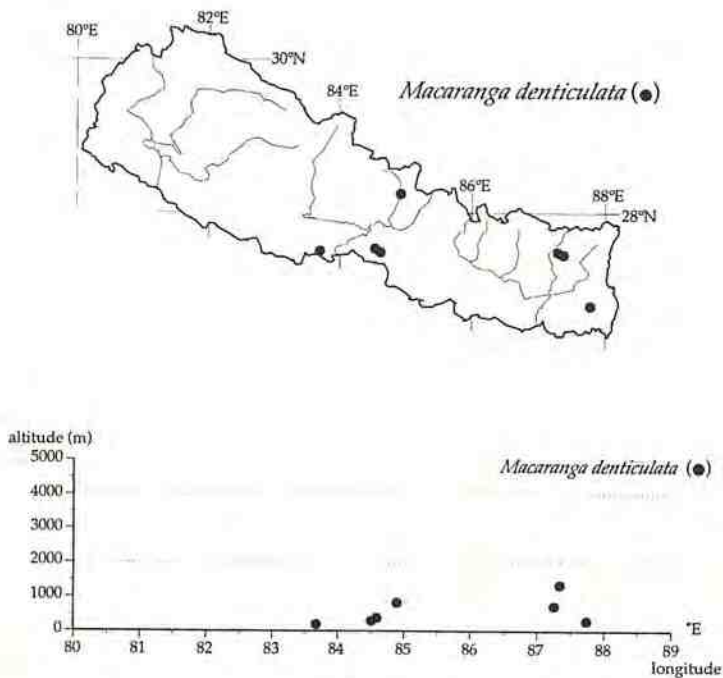 82°E
80°E
30°N
84°E
Macaranga denticulata (●)
86°E
88°E
28°N
altitude (m)
5000
Macaranga denticulata (●)
4000
3000
2000
1000
0
°E
80 81 82 83 84 85 86 87 88 89
longitude